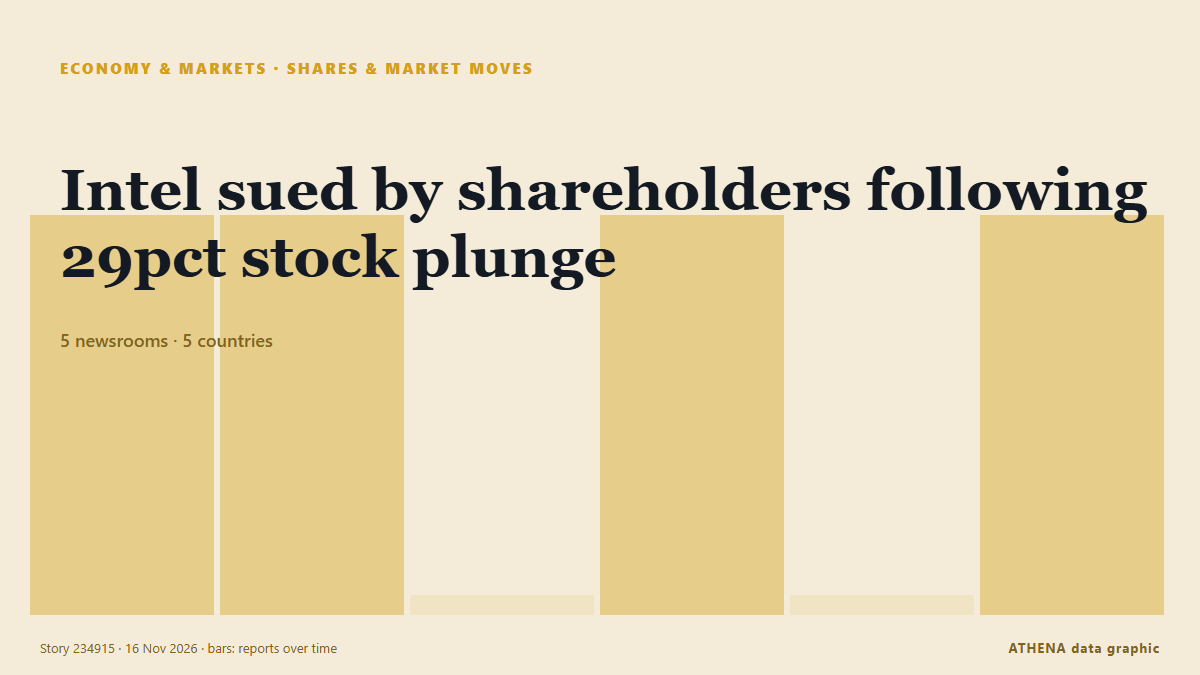 ECONOMY & MARKETS · SHARES & MARKET MOVES
Intel sued by shareholders following
29pct stock plunge
5 newsrooms · 5 countries
Story 234915 · 16 Nov 2026 · bars: reports over time
ATHENA data graphic